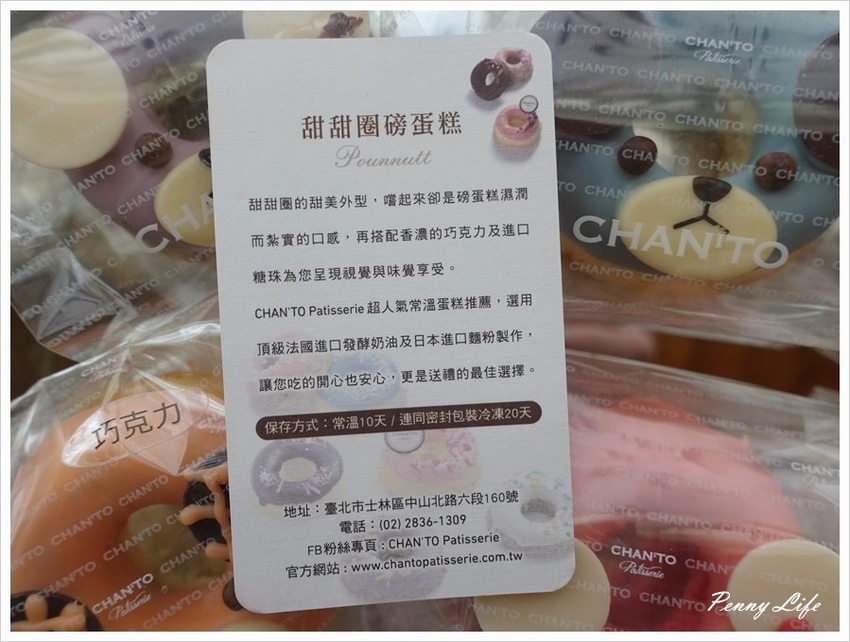 CHAN'TO
Patisserie
CHAN'TO
Patisserie
甜甜圈磅蛋糕
Pounnutt
甜甜圈的甜美外型，嚐起來卻是磅蛋糕濕潤
而紮實的口感，再搭配香濃的巧克力及進口
糖珠為您呈現視覺與味覺享受。
CHAN'TO Patisserie 超人氣常溫蛋糕推薦，選用
頂級法國進口發酵奶油及日本進口麵粉製作，
讓您吃的開心也安心，更是送禮的最佳選擇。
保存方式：常溫10天 / 連同密封包裝冷凍20天
地址：臺北市士林區中山北路六段160號
電話：(02) 2836-1309
FB粉絲專頁：CHAN'TO Patisserie
官方網站：www.chantopatisserie.com.tw
CHAN'TO
巧克力
CHAN'TO
Patisserie
CHAN'TO
Patisserie
Penny Life